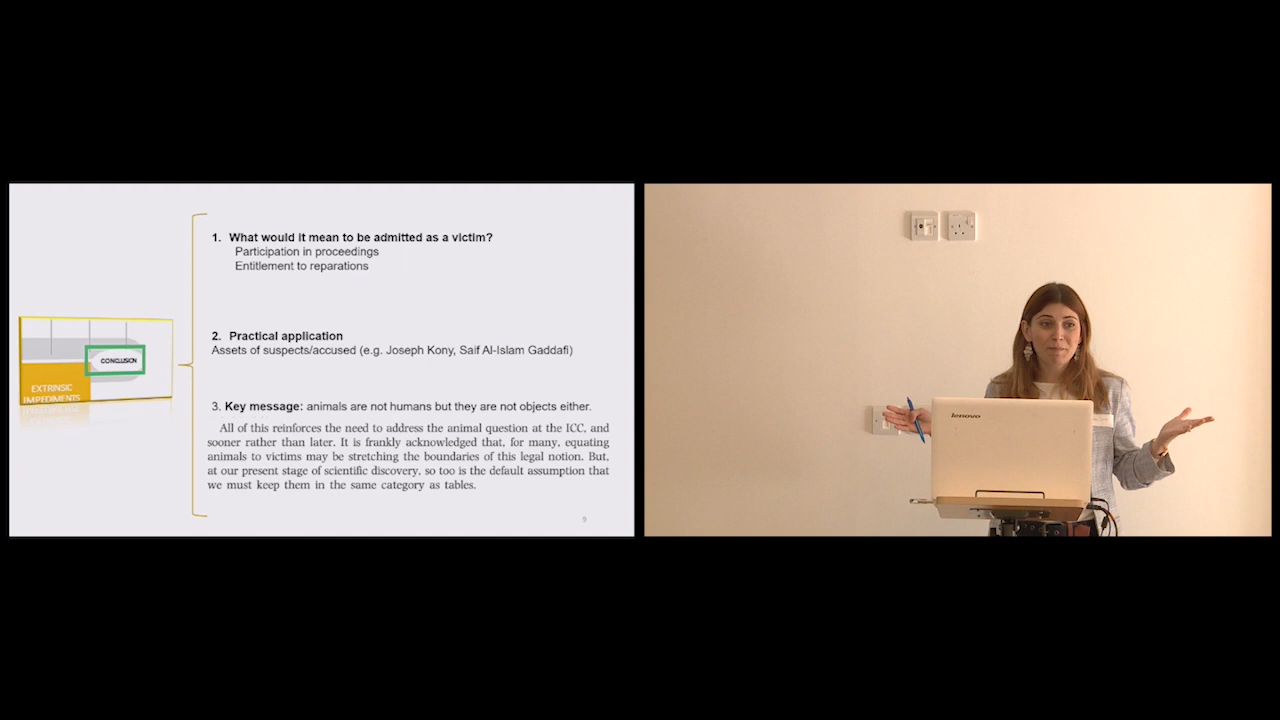 1. What would it mean to be admitted as a victim?
Participation in proceedings
Entitlement to reparations
2. Practical application
Assets of suspects/accused (e.g. Joseph Kony, Saif Al-Islam Gaddafi)
CONCLUSION
EXTRINSIC
IMPEDIMENTS
3. Key message: animals are not humans but they are not objects either.
All of this reinforces the need to address the animal question at the ICC, and
sooner rather than later. It is frankly acknowledged that, for many, equating
animals to victims may be stretching the boundaries of this legal notion. But,
at our present stage of scientific discovery, so too is the default assumption that
we must keep them in the same category as tables.
9
lenovo